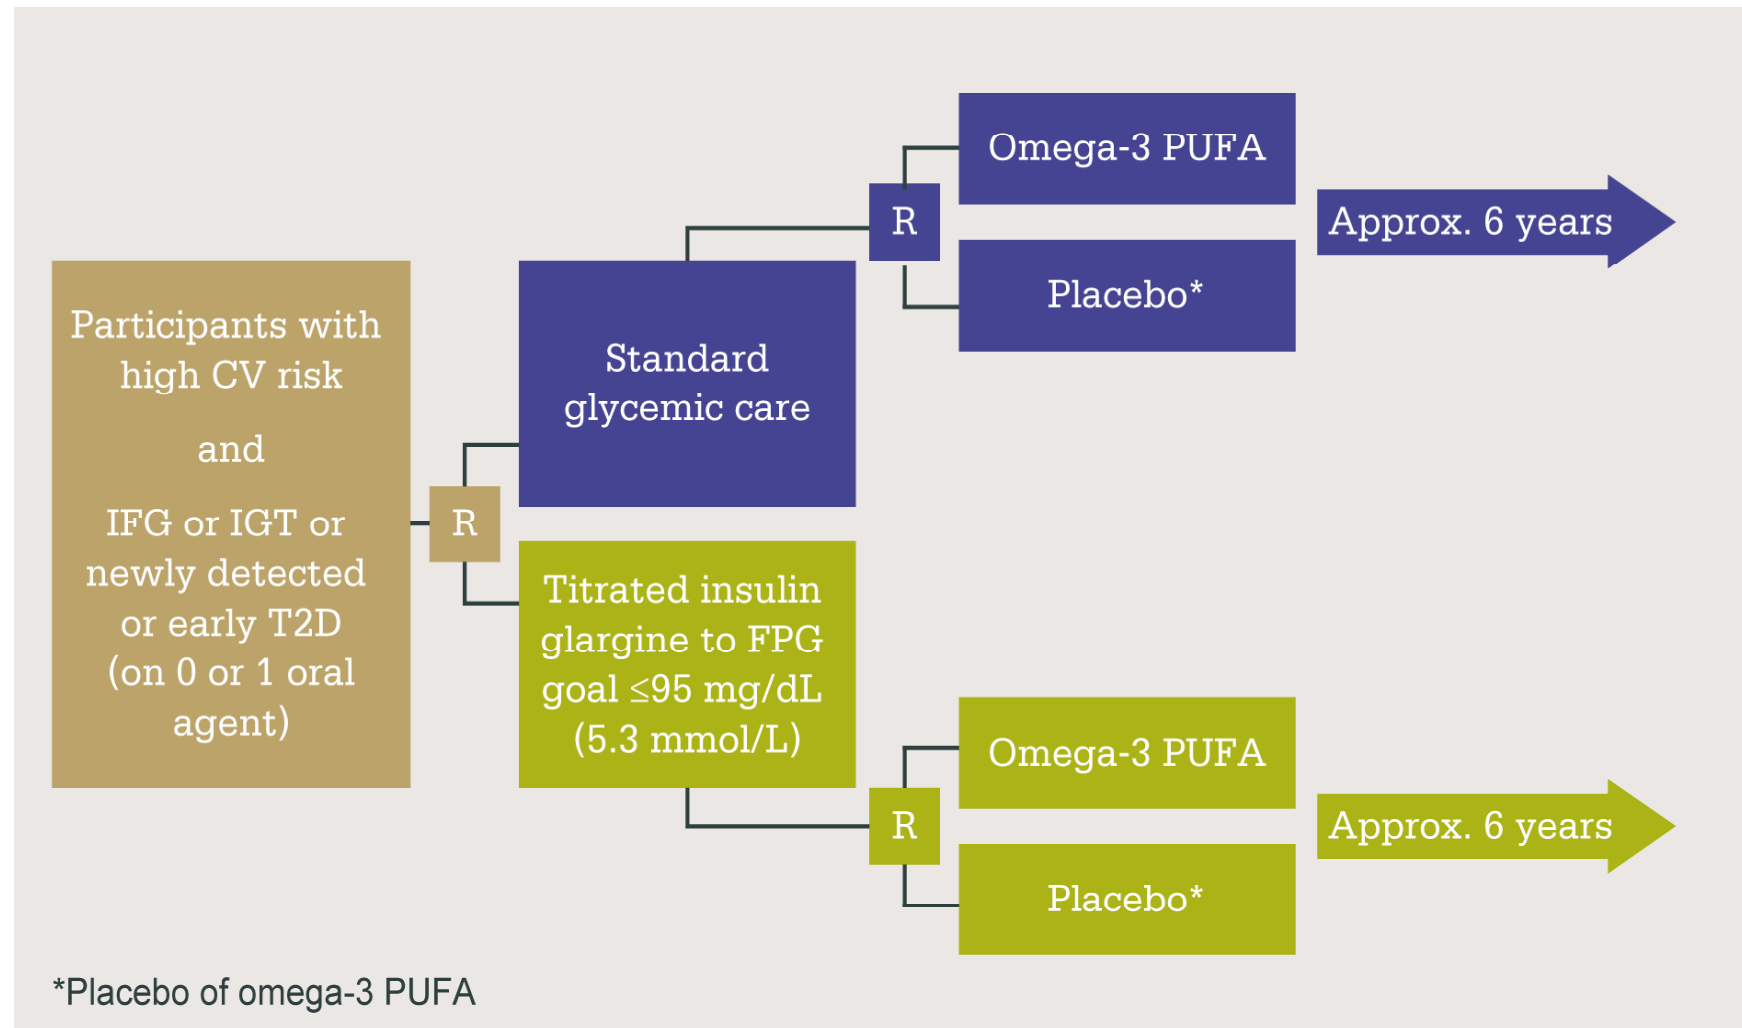 Participants with
high CV risk
and
IFG or IGT or
newly detected
or early T2D
(on 0 or 1 oral
agent)
R
Standard
glycemic care
R
Omega-3 PUFA
Placebo*
Approx. 6 years
Titrated insulin
glargine to FPG
goal ≤95 mg/dL
(5.3 mmol/L)
R
Omega-3 PUFA
Placebo*
Approx. 6 years
*Placebo of omega-3 PUFA